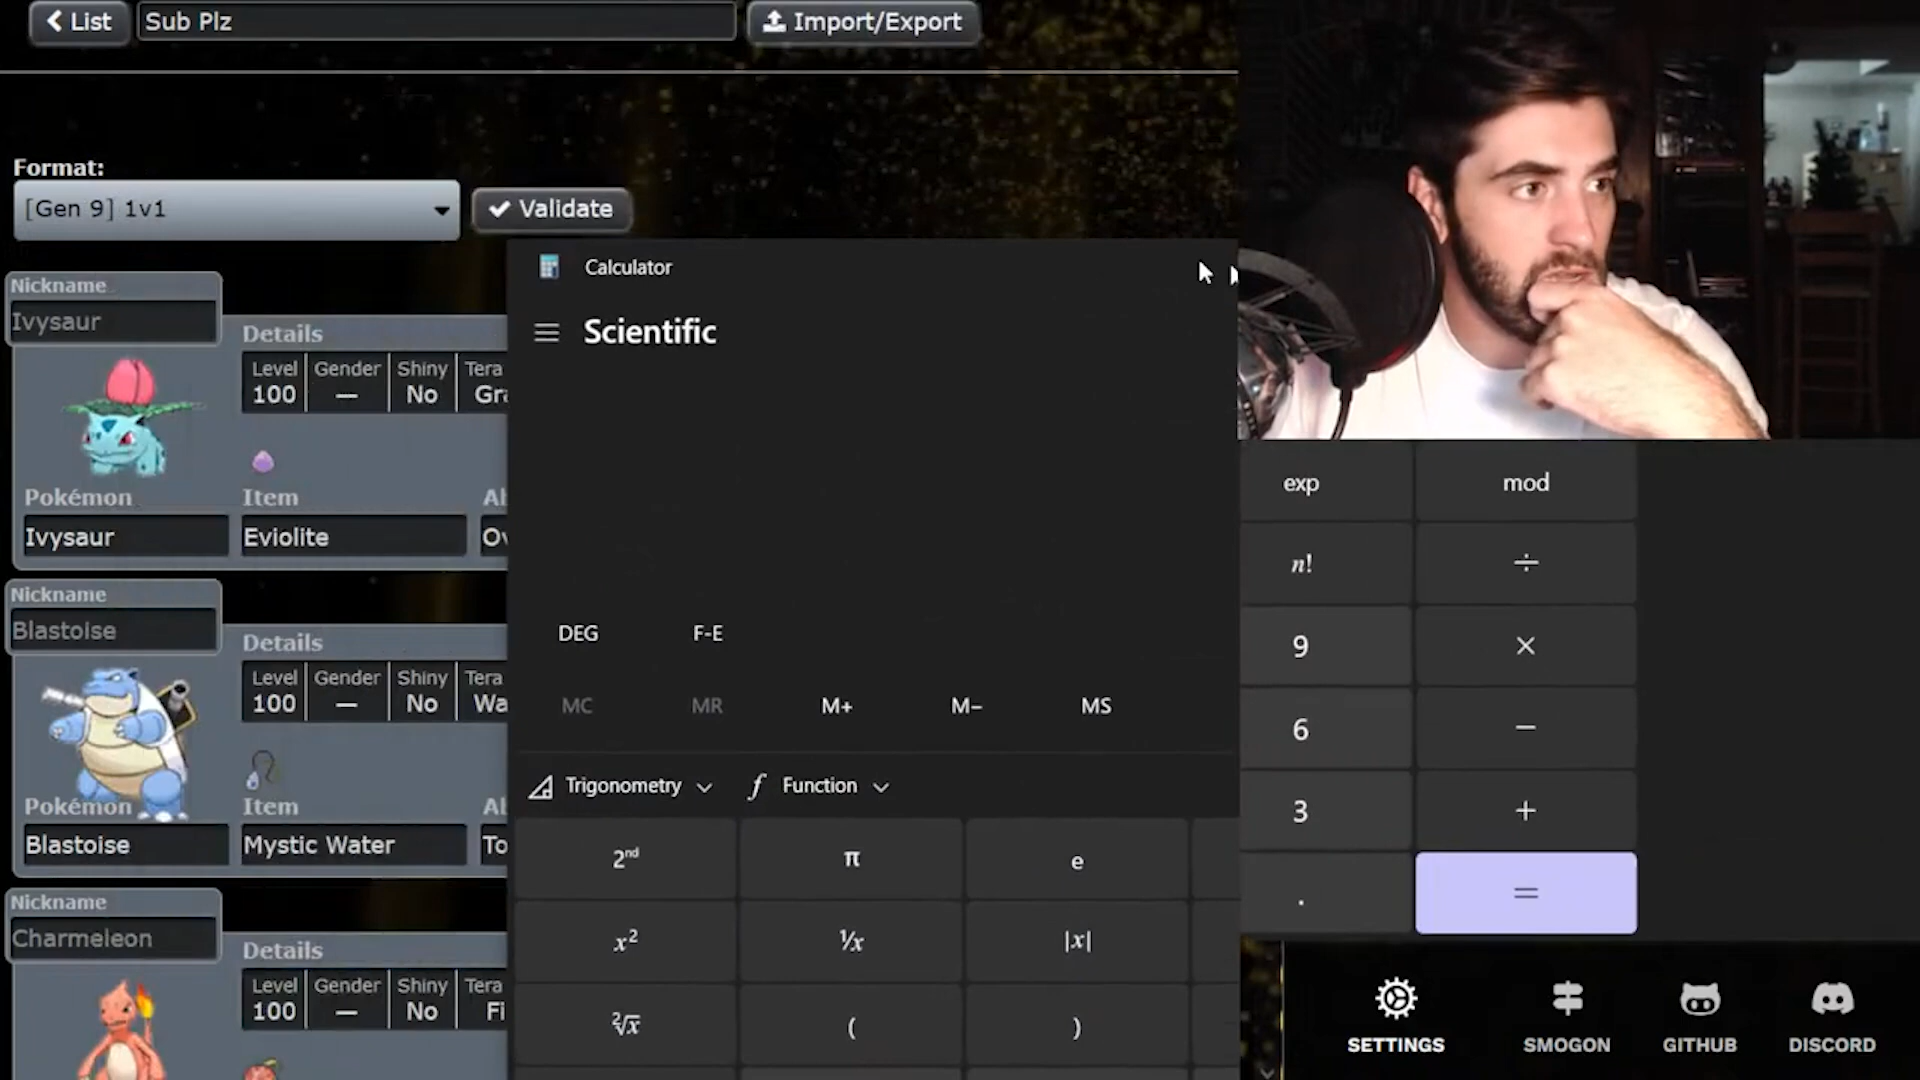 List
Sub Plz
Import/Export
Format:
[Gen 9] 1v1
Validate
Nickname
Ivysaur
Details
Level
Gender
Shiny
Tera
100
—
No
Pokémon
Item
Ivysaur
Eviolite
Nickname
Blastoise
Details
Level
Gender
Shiny
Tera
100
—
No
Pokémon
Item
Blastoise
Mystic Water
Nickname
Charmeleon
Details
Level
Gender
Shiny
Tera
100
—
No
Calculator
Scientific
DEG
F-E
MC
MR
M+
M−
MS
Trigonometry
f Function
2nd
π
e
x²
¹/x
|x|
²√x
(
)
exp
mod
n!
÷
9
×
6
−
3
+
.
=
SETTINGS
SMOGON
GITHUB
DISCORD